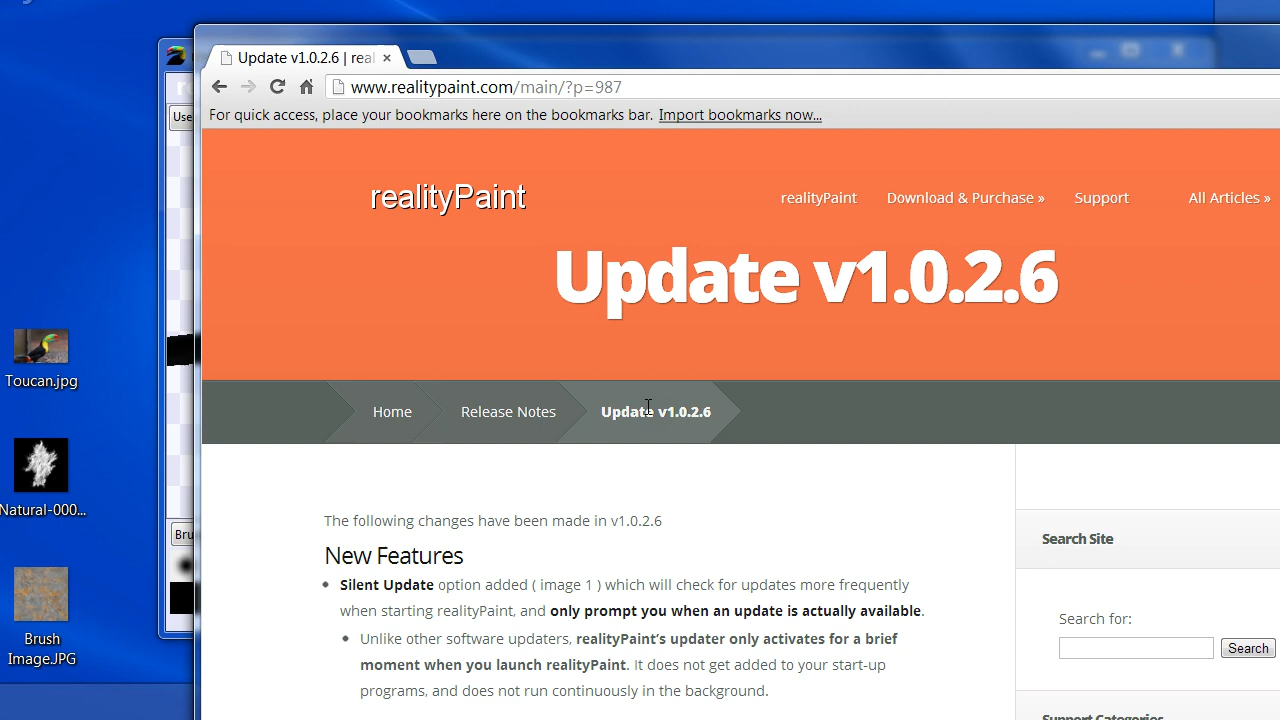 Update v1.0.2.6 | real
www.realitypaint.com/main/?p=987
Use
For quick access, place your bookmarks here on the bookmarks bar. Import bookmarks now...
realityPaint
realityPaint Download & Purchase » Support All Articles »
Update v1.0.2.6
Toucan.jpg
Home Release Notes Update v1.0.2.6
Natural-000...
The following changes have been made in v1.0.2.6
Bru
Search Site
New Features
• Silent Update option added ( image 1 ) which will check for updates more frequently
when starting realityPaint, and only prompt you when an update is actually available.
Search for:
Brush
Image.JPG
• Unlike other software updaters, realityPaint’s updater only activates for a brief
Search
moment when you launch realityPaint. It does not get added to your start-up
programs, and does not run continuously in the background.
Support Categories